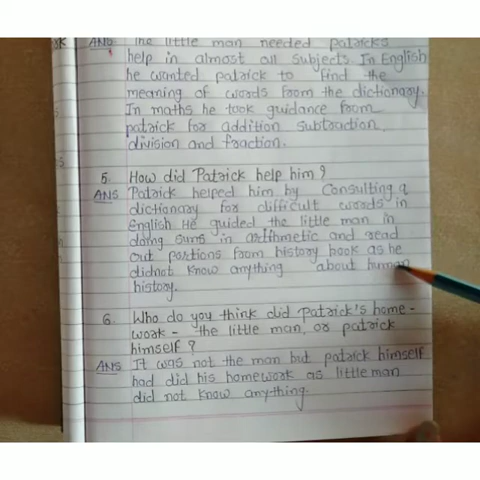 Ans The little man needed patrick's
help in almost all subjects. In English
he wanted patrick to find the
meaning of words from the dictionary.
In maths he took guidance from
patrick for addition subtraction
division and fraction.
5. How did Patrick help him?
ANS Patrick helped him by Consulting a
dictionary for difficult words in
English He guided the little man in
doing sums in arithmetic and read
out portions from history book as he
didnot know anything about human
history.
6. Who do you think did Patrick's home-
work - the little man, or patrick
himself?
ANS It was not the man but patrick himself
had did his homework as little man
did not know anything.